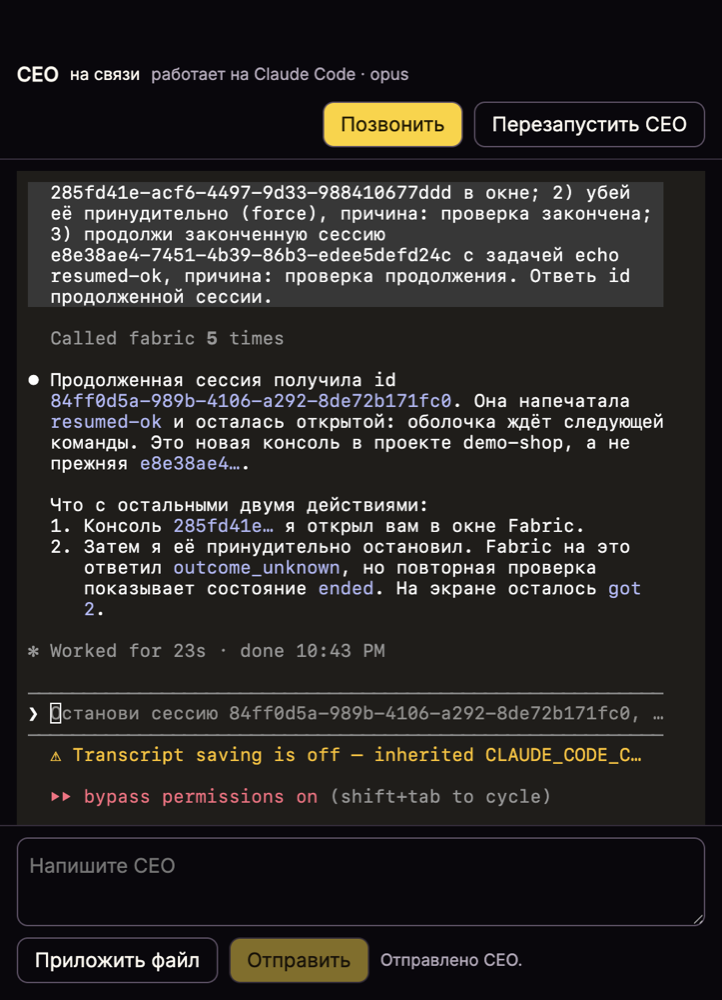 CEO на связи работает на Claude Code · opus
Позвонить Перезапустить CEO
285fd41e-acf6-4497-9d33-988410677ddd в окне; 2) убей
её принудительно (force), причина: проверка закончена;
3) продолжи законченную сессию
e8e38ae4-7451-4b39-86b3-edee5defd24c с задачей echo
resumed-ok, причина: проверка продолжения. Ответь id
продолженной сессии.
Called fabric 5 times
● Продолженная сессия получила id
84ff0d5a-989b-4106-a292-8de72b171fc0. Она напечатала
resumed-ok и осталась открытой: оболочка ждёт следующей
команды. Это новая консоль в проекте demo-shop, а не
прежняя e8e38ae4….
Что с остальными двумя действиями:
1. Консоль 285fd41e… я открыл вам в окне Fabric.
2. Затем я её принудительно остановил. Fabric на это
ответил outcome_unknown, но повторная проверка
показывает состояние ended. На экране осталось got
2.
✻ Worked for 23s · done 10:43 PM
❯ Останови сессию 84ff0d5a-989b-4106-a292-8de72b171fc0, …
⚠ Transcript saving is off — inherited CLAUDE_CODE_C…
▸▸ bypass permissions on (shift+tab to cycle)
Напишите CEO
Приложить файл Отправить Отправлено CEO.